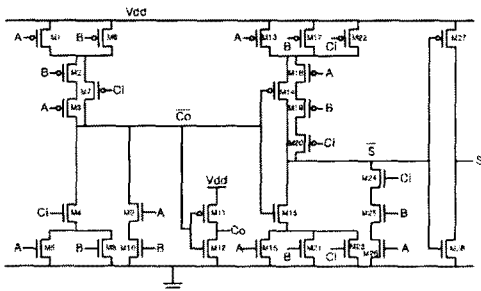 Vdd
A M1 B M6 A M13 B M17 Ci M22 M27
B M2 M18 A
M7 Ci M14
A M3 M19 B
Co M20 Ci
S
S
Vdd M24 Ci
Ci M4 M9 A M11 M15 M25 B
Co
A M5 B M8 M10 B M12 A M16 B M21 Ci M23 M26 A M28